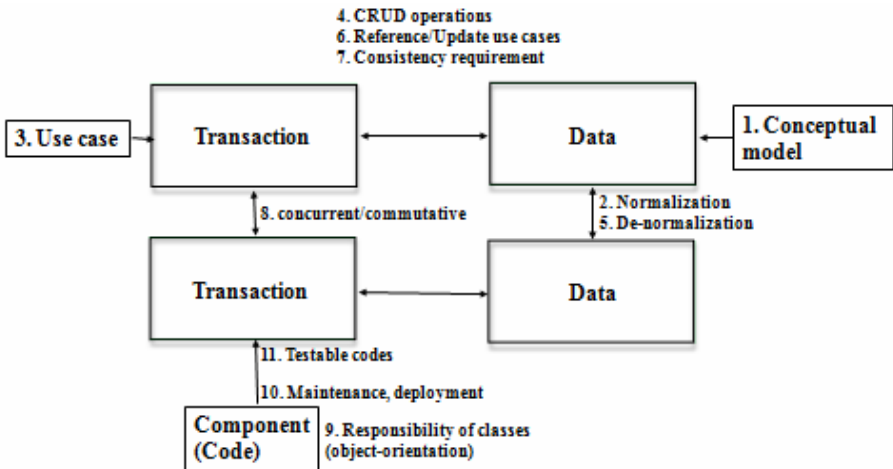 4. CRUD operations
6. Reference/Update use cases
7. Consistency requirement
3. Use case
Transaction
Data
1. Conceptual
model
8. concurrent/commutative
2. Normalization
5. De-normalization
Transaction
Data
11. Testable codes
10. Maintenance, deployment
Component
(Code)
9. Responsibility of classes
(object-orientation)